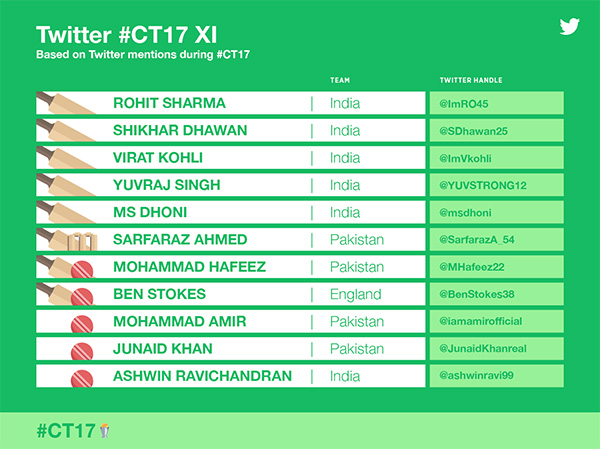 Twitter #CT17 XI
Based on Twitter mentions during #CT17
TEAM TWITTER HANDLE
ROHIT SHARMA | India @ImRO45
SHIKHAR DHAWAN | India @SDhawan25
VIRAT KOHLI | India @ImVkohli
YUVRAJ SINGH | India @YUVSTRONG12
MS DHONI | India @msdhoni
SARFARAZ AHMED | Pakistan @SarfarazA_54
MOHAMMAD HAFEEZ | Pakistan @MHafeez22
BEN STOKES | England @BenStokes38
MOHAMMAD AMIR | Pakistan @iamamirofficial
JUNAID KHAN | Pakistan @JunaidKhanreal
ASHWIN RAVICHANDRAN | India @ashwinravi99
#CT17